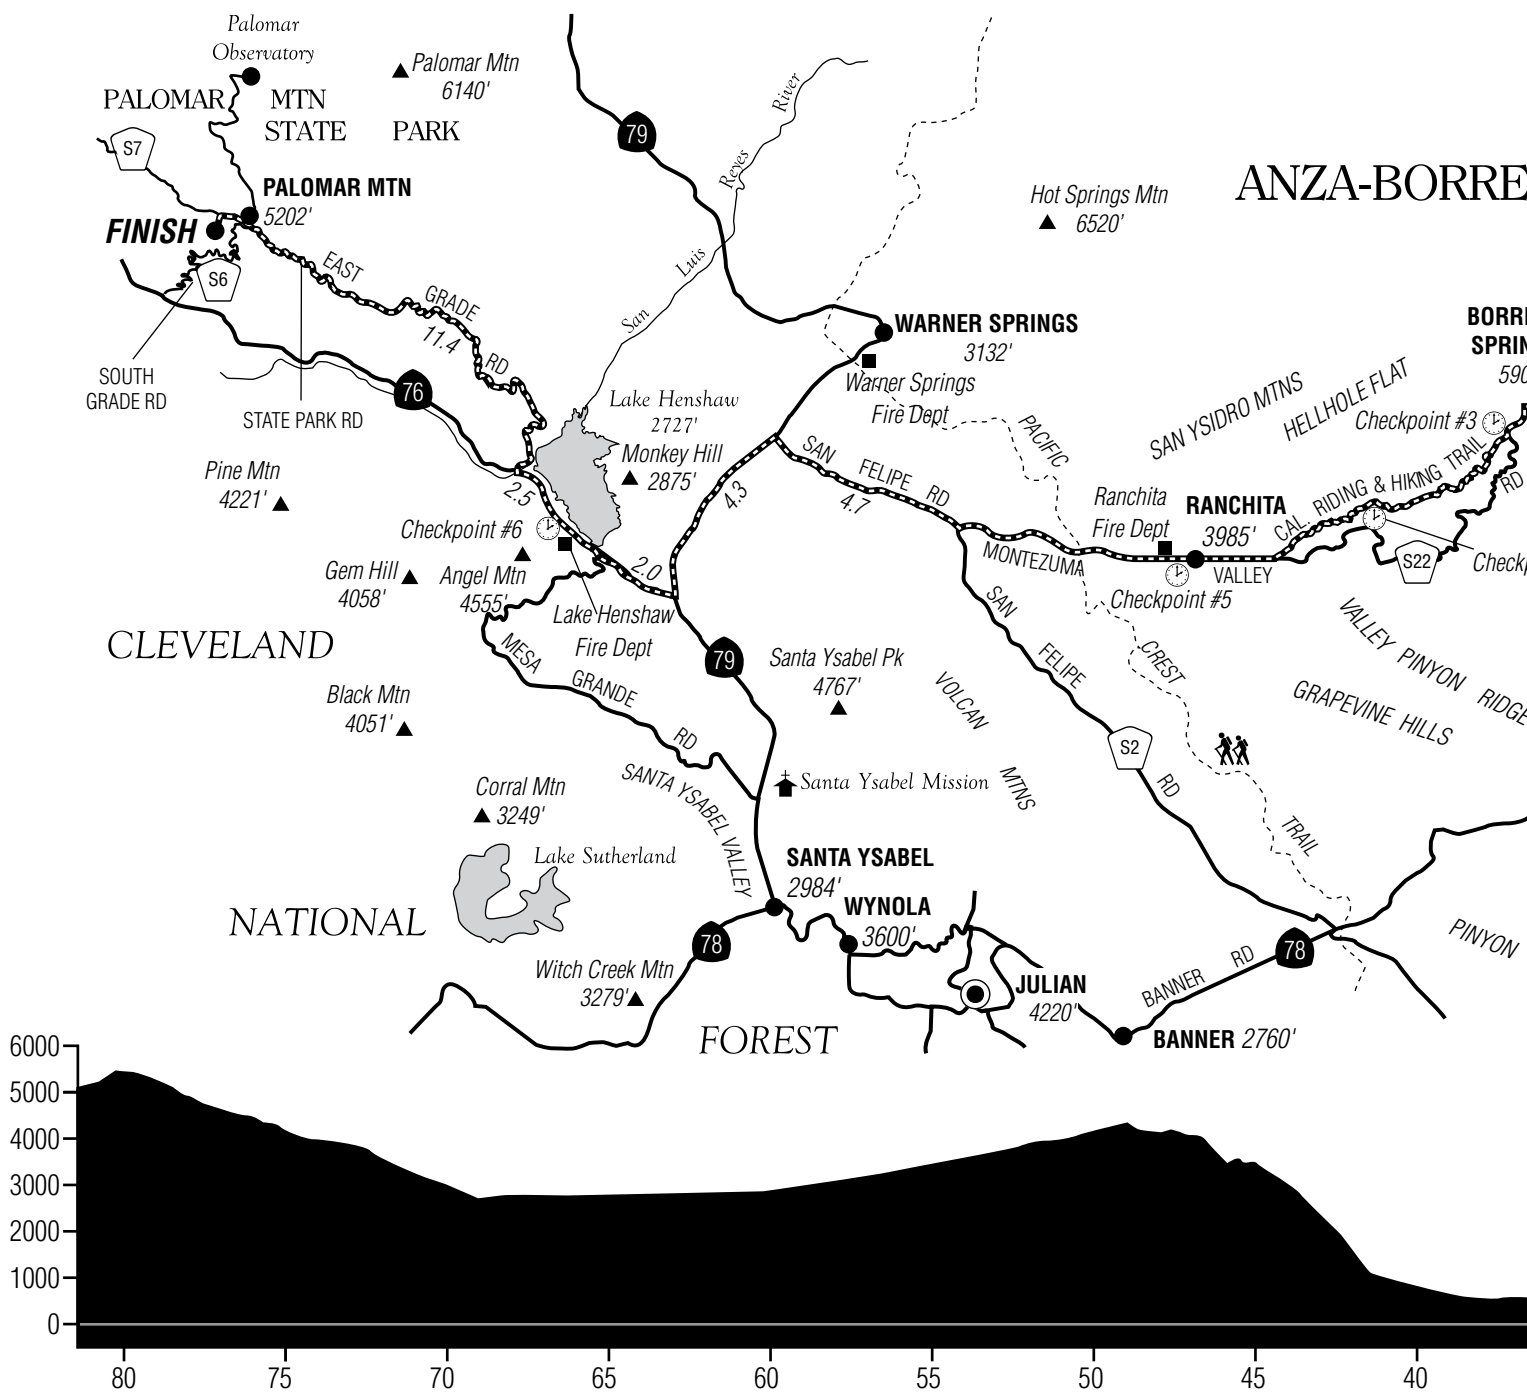 Palomar
Observatory
Palomar Mtn
6140'
PALOMAR MTN
STATE PARK
S7
79
River
Reyes
Luis
San
ANZA-BORRE
PALOMAR MTN
5202'
FINISH
S6
Hot Springs Mtn
6520'
EAST
GRADE
RD
11.4
WARNER SPRINGS
3132'
Warner Springs
Fire Dept
BORRE
SPRIN
590
SOUTH
GRADE RD
STATE PARK RD
76
Lake Henshaw
2727'
Monkey Hill
2875'
SAN YSIDRO MTNS
HELLHOLE FLAT
Checkpoint #3
PACIFIC
SAN
FELIPE
RD
4.7
4.3
Pine Mtn
4221'
2.5
Checkpoint #6
Ranchita
Fire Dept
RANCHITA
3985'
CAL. RIDING & HIKING TRAIL
RD
MONTEZUMA
VALLEY
S22
Checkp
Checkpoint #5
2.0
Gem Hill
4058'
Angel Mtn
4555'
Lake Henshaw
Fire Dept
CLEVELAND
MESA
GRANDE
RD
79
Santa Ysabel Pk
4767'
SAN
FELIPE
S2
RD
CREST
VALLEY
PINYON
RIDGE
GRAPEVINE HILLS
VOLCAN
MTNS
Black Mtn
4051'
Santa Ysabel Mission
SANTA YSABEL VALLEY
Corral Mtn
3249'
TRAIL
Lake Sutherland
SANTA YSABEL
2984'
WYNOLA
3600'
NATIONAL
78
Witch Creek Mtn
3279'
JULIAN
4220'
BANNER
RD
78
PINYON
FOREST
BANNER 2760'
6000
5000
4000
3000
2000
1000
0
80 75 70 65 60 55 50 45 40